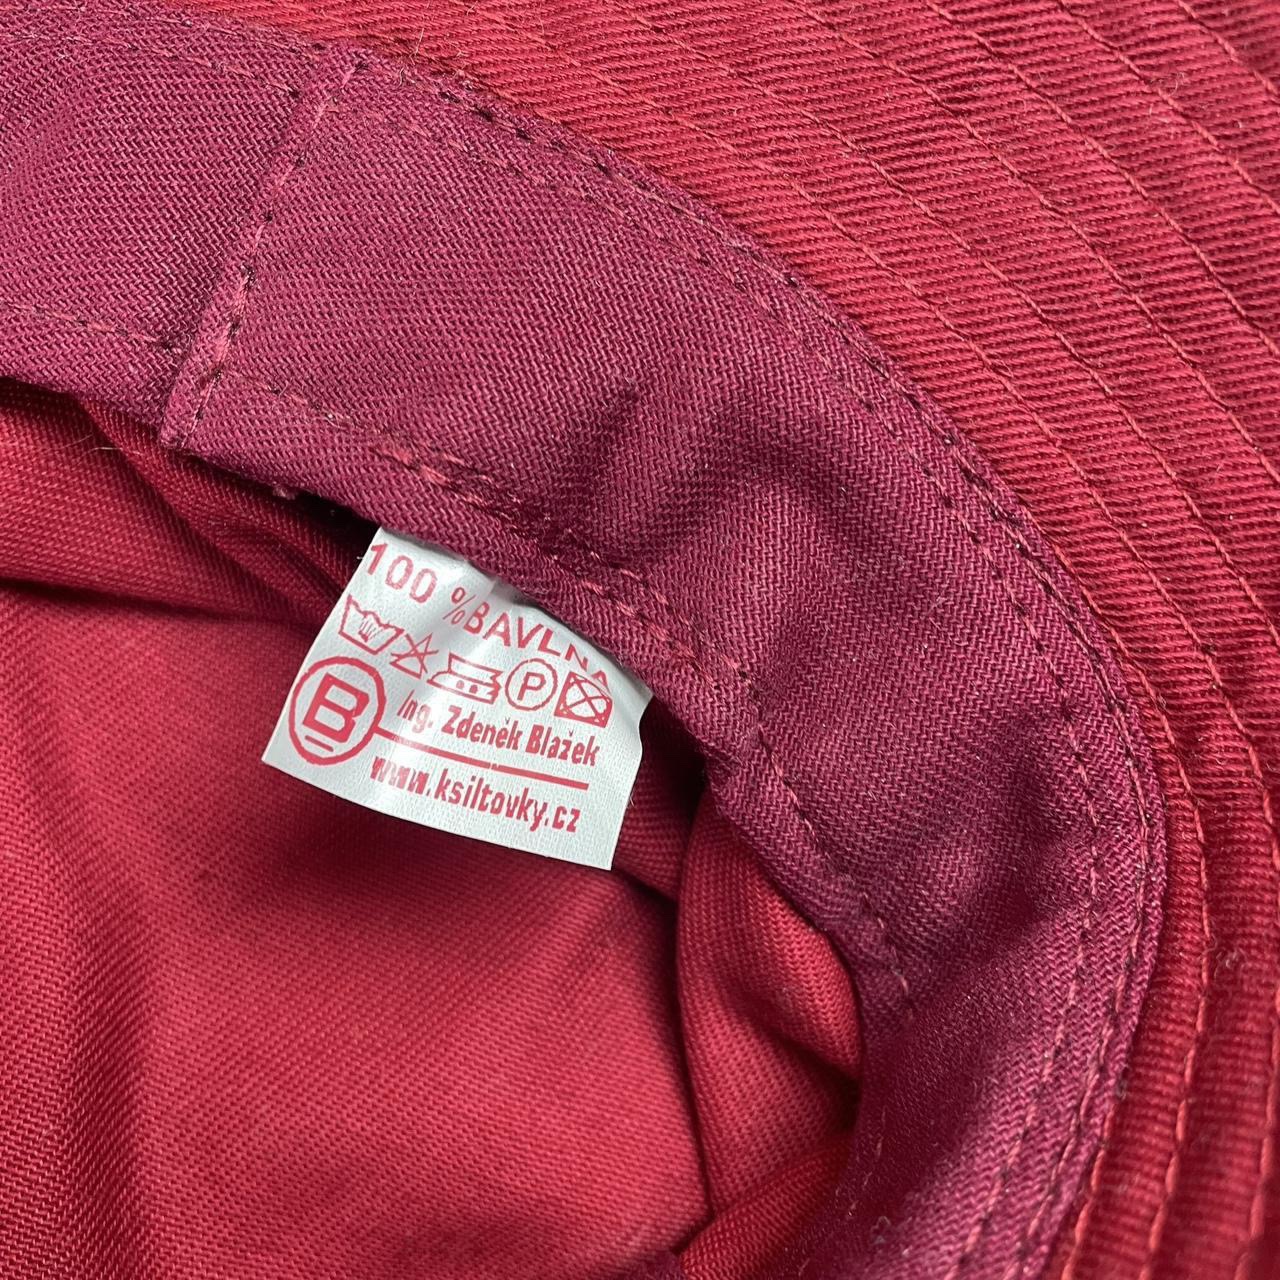 100 %BAVLNA
P
B
Ing. Zdeněk Blažek
www.ksiltovky.cz